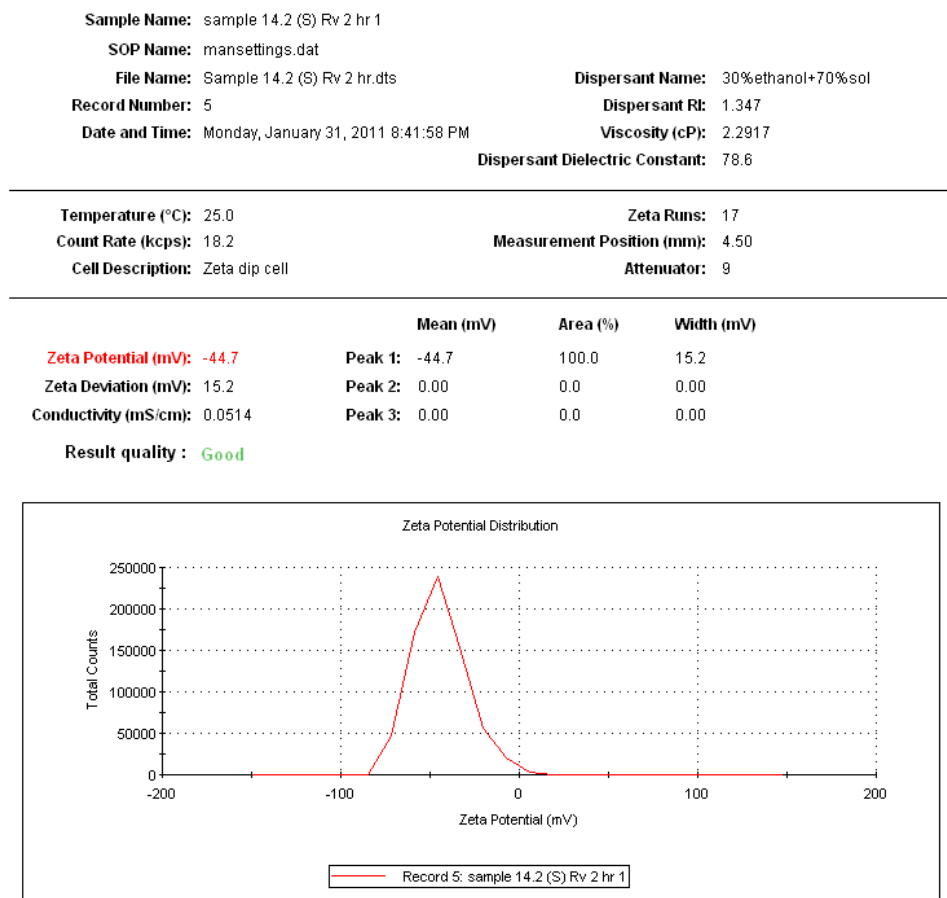 Sample Name: sample 14.2 (S) Rv 2 hr 1
SOP Name: mansettings.dat
File Name: Sample 14.2 (S) Rv 2 hr.dts Dispersant Name: 30%ethanol+70%sol
Record Number: 5 Dispersant RI: 1.347
Date and Time: Monday, January 31, 2011 8:41:58 PM Viscosity (cP): 2.2917
Dispersant Dielectric Constant: 78.6
Temperature (°C): 25.0 Zeta Runs: 17
Count Rate (kcps): 18.2 Measurement Position (mm): 4.50
Cell Description: Zeta dip cell Attenuator: 9
Mean (mV) Area (%) Width (mV)
Zeta Potential (mV): -44.7 Peak 1: -44.7 100.0 15.2
Zeta Deviation (mV): 15.2 Peak 2: 0.00 0.0 0.00
Conductivity (mS/cm): 0.0514 Peak 3: 0.00 0.0 0.00
Result quality : Good
Zeta Potential Distribution
250000
200000
150000
100000
50000
0
Total Counts
-200 -100 0 100 200
Zeta Potential (mV)
Record 5: sample 14.2 (S) Rv 2 hr 1